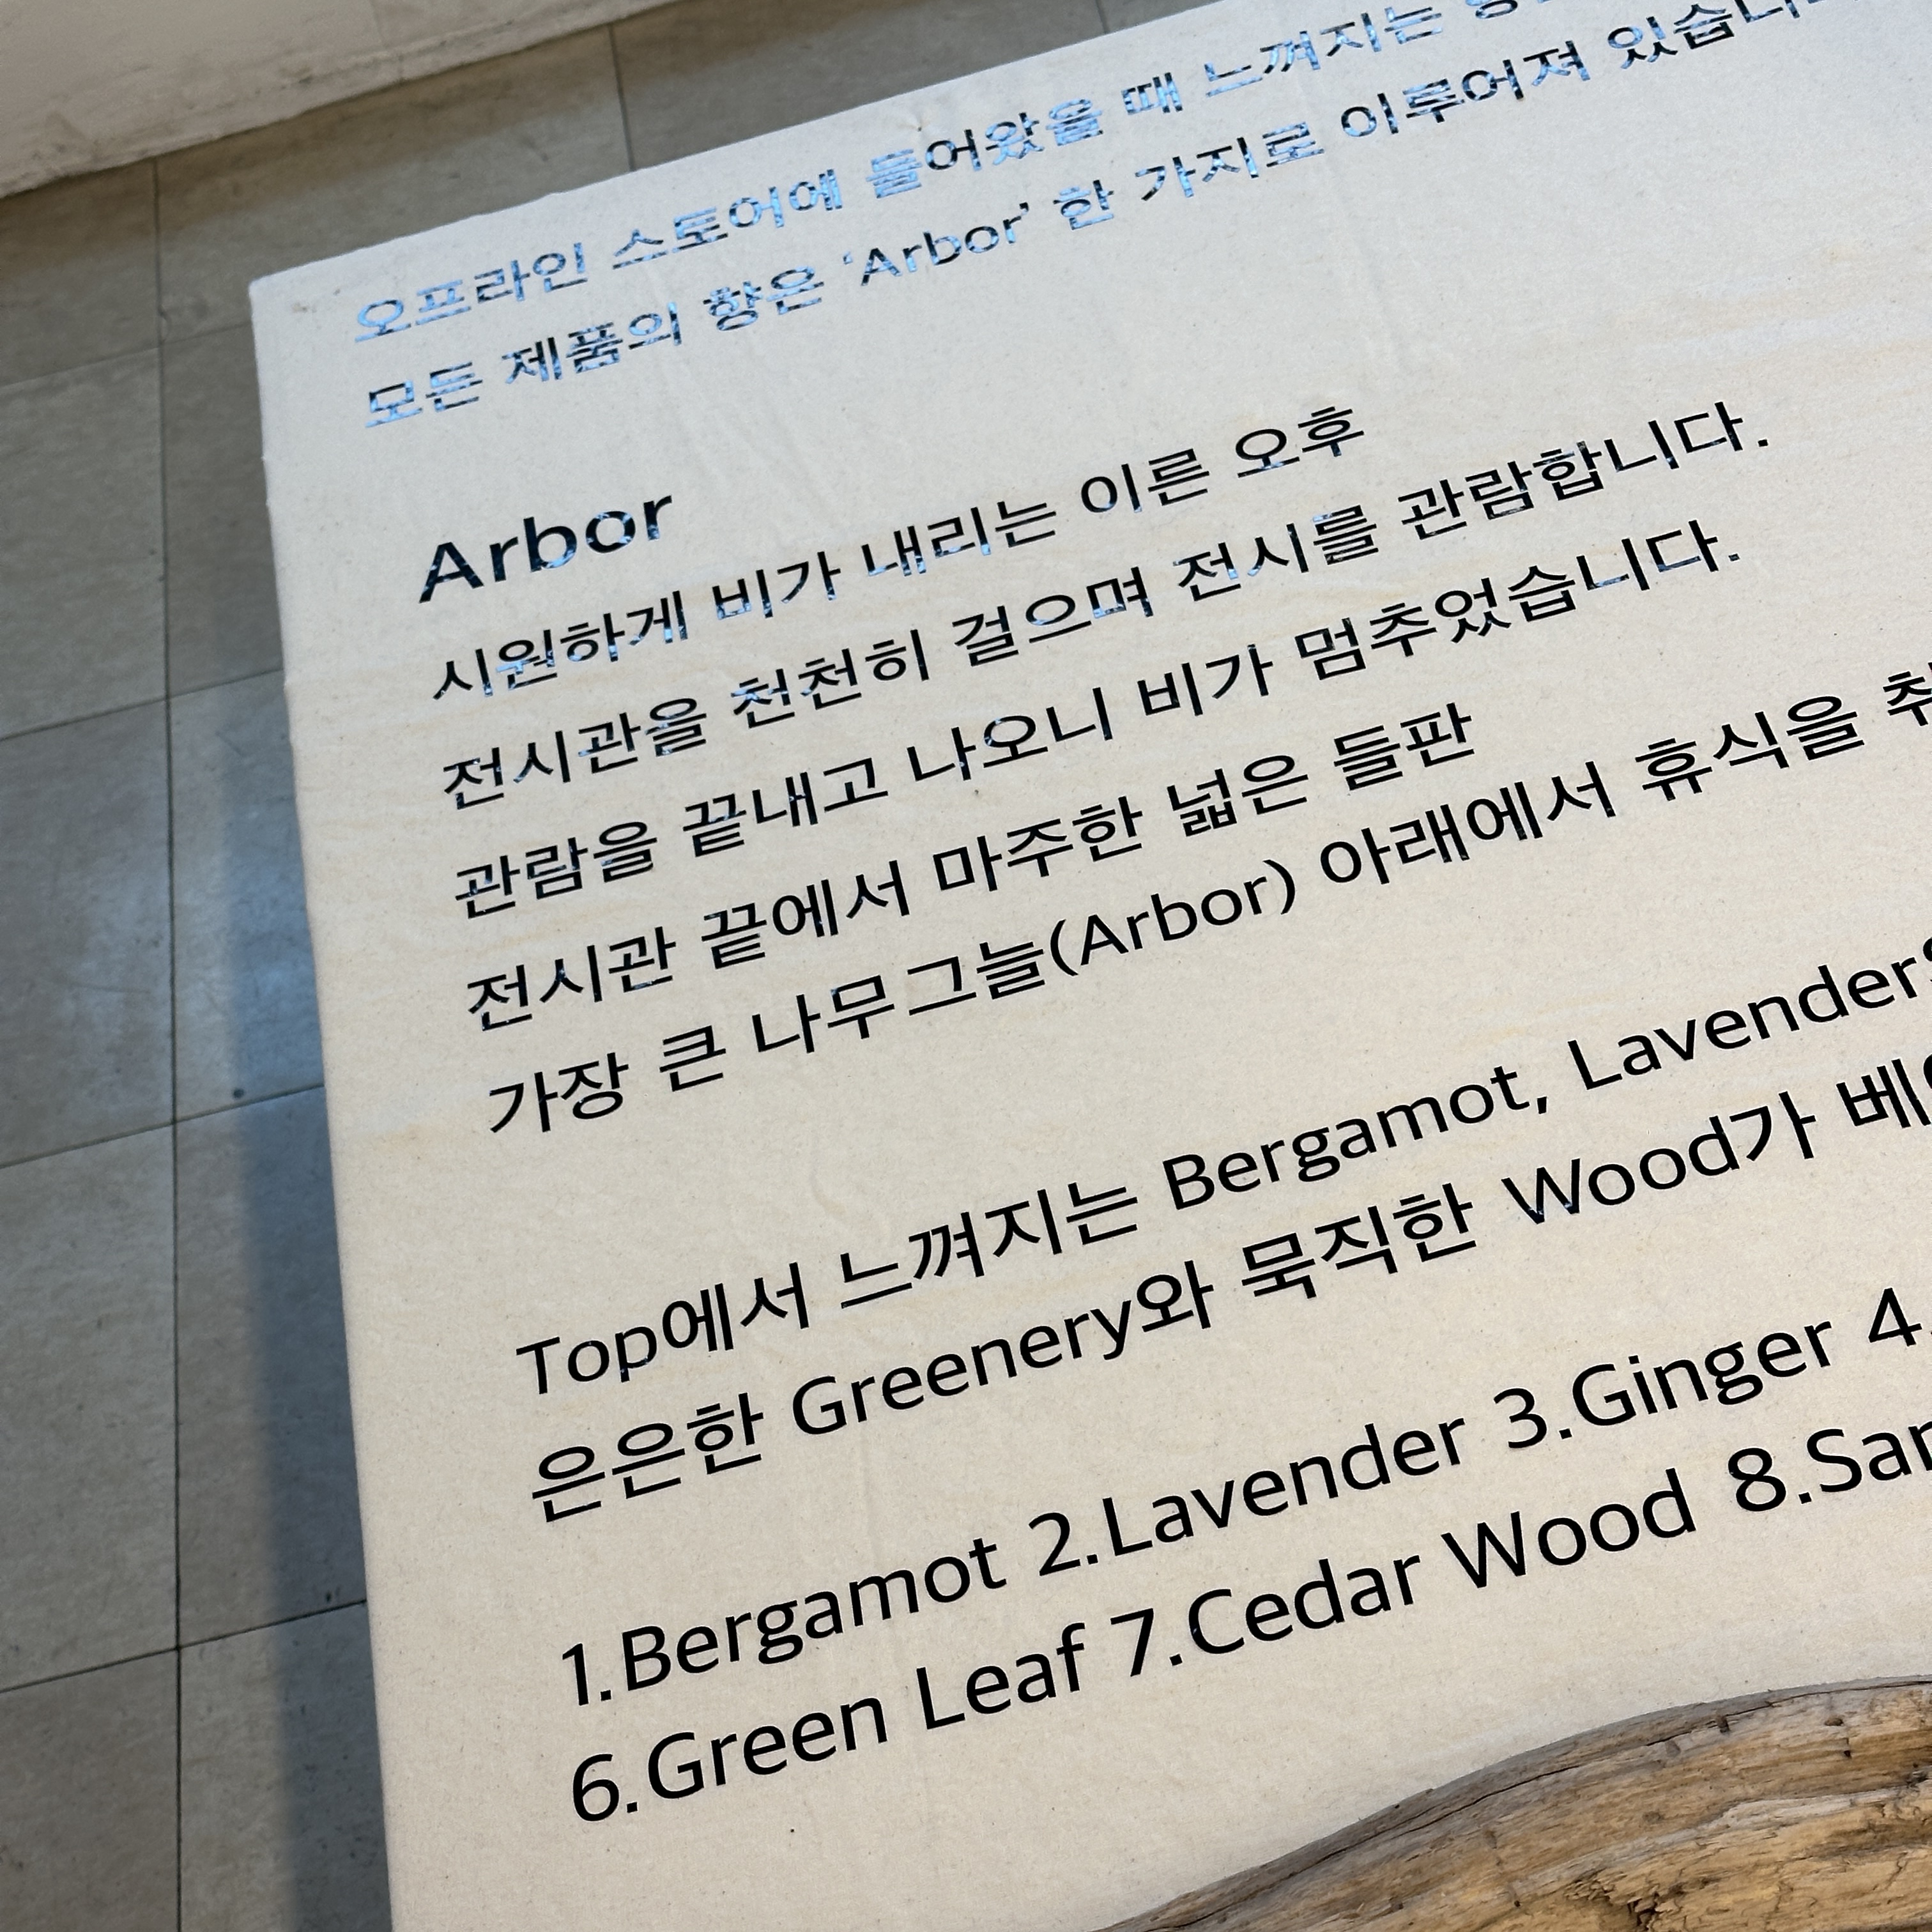 오프라인 스토어에 들어왔을 때 느껴지는
모든 제품의 향은 ‘Arbor’ 한 가지로 이루어져
Arbor
시원하게 비가 내리는 이른 오후
전시관을 천천히 걸으며 전시를 관람합니다.
관람을 끝내고 나오니 비가 멈추었습니다.
전시관 끝에서 마주한 넓은 들판
가장 큰 나무그늘(Arbor) 아래에서 휴식을
Top에서 느껴지는 Bergamot, Lavender
은은한 Greenery와 묵직한 Wood가
1.Bergamot 2.Lavender 3.Ginger 4.
6.Green Leaf 7.Cedar Wood 8.